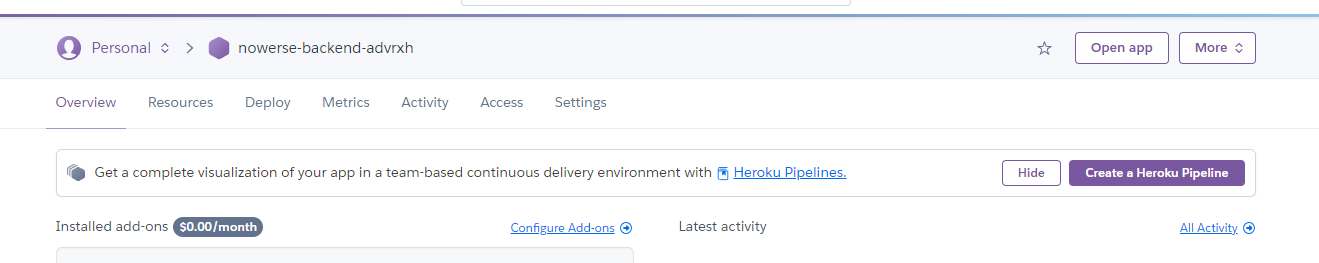 Personal nowerse-backend-advrxh Open app More
Overview Resources Deploy Metrics Activity Access Settings
Get a complete visualization of your app in a team-based continuous delivery environment with Heroku Pipelines. Hide Create a Heroku Pipeline
Installed add-ons $0.00/month Configure Add-ons Latest activity All Activity